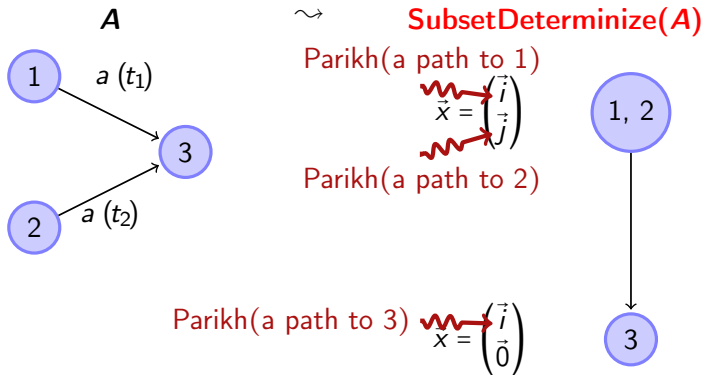 A ⇝ SubsetDeterminize(A)
Parikh(a path to 1)
1
a (t₁)
x⃗ = (i⃗ j⃗)
1, 2
3
Parikh(a path to 2)
a (t₂)
2
Parikh(a path to 3)
x⃗ = (i⃗ 0⃗)
3